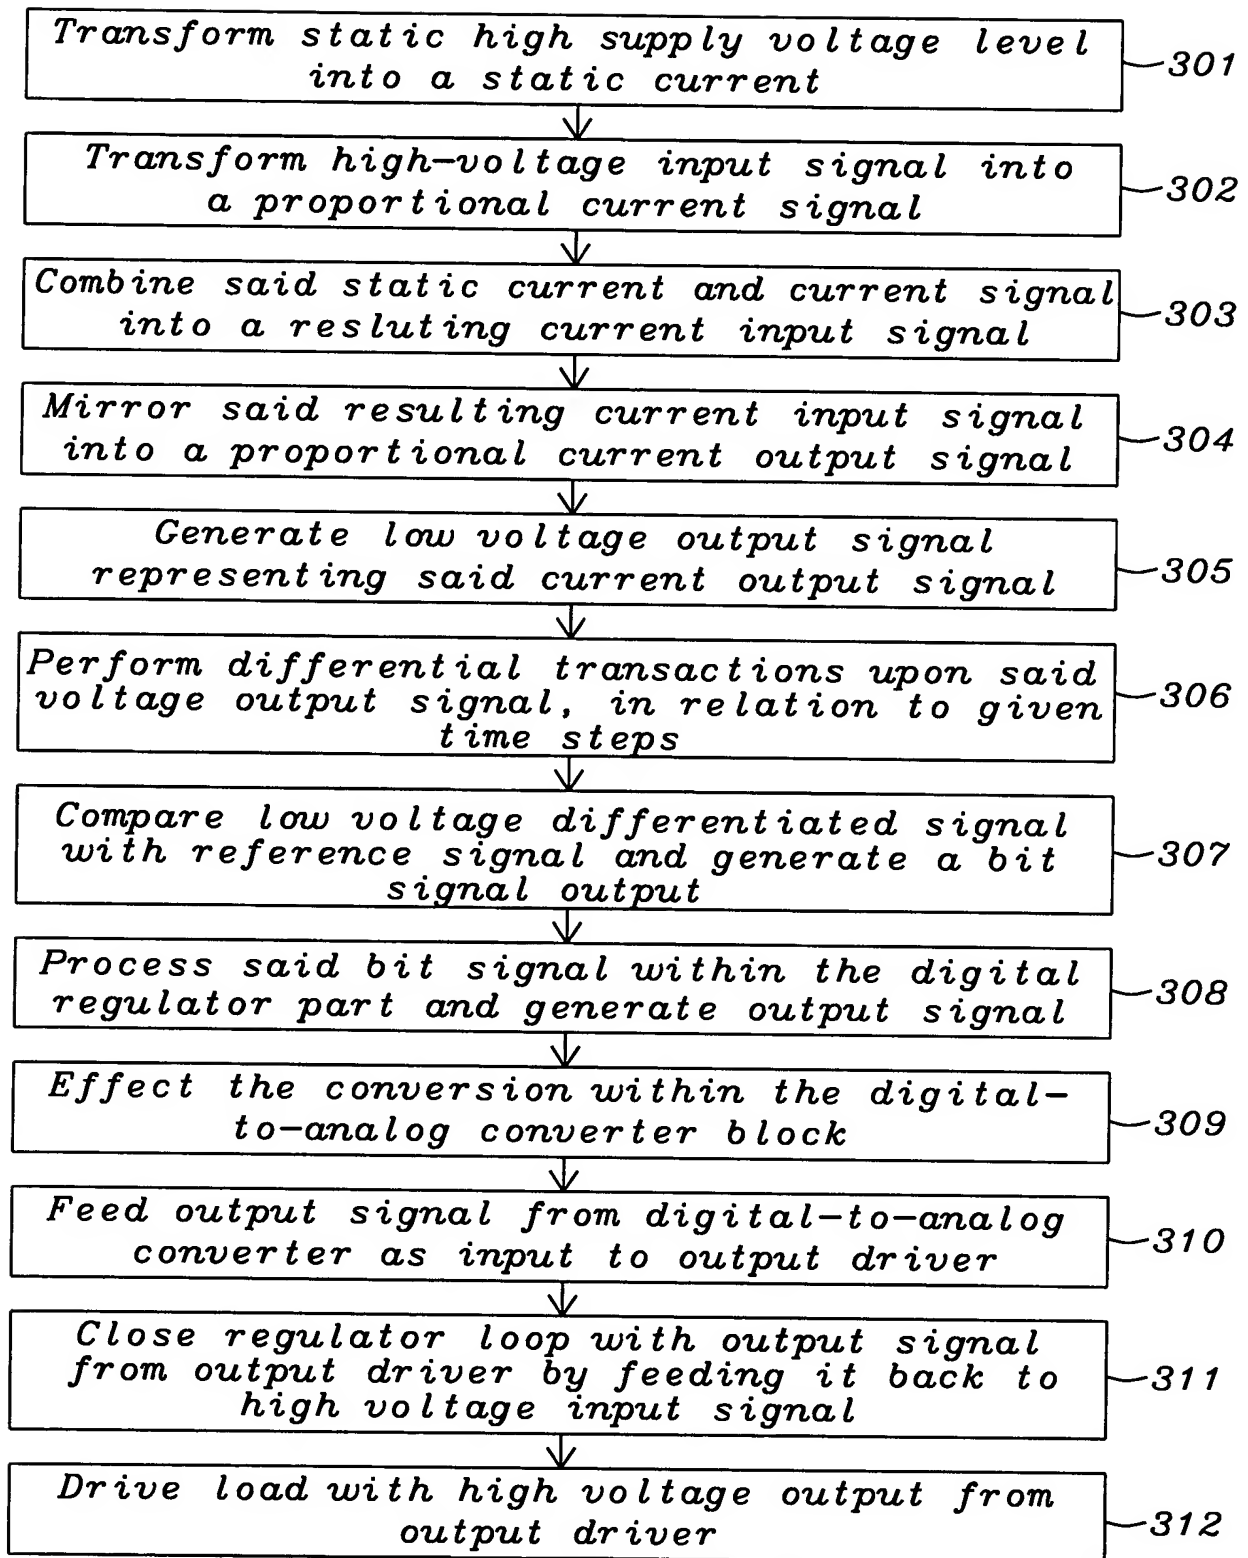 Transform static high supply voltage level
into a static current
301
Transform high-voltage input signal into
a proportional current signal
302
Combine said static current and current signal
into a resluting current input signal
303
Mirror said resulting current input signal
into a proportional current output signal
304
Generate low voltage output signal
representing said current output signal
305
Perform differential transactions upon said
voltage output signal, in relation to given
time steps
306
Compare low voltage differentiated signal
with reference signal and generate a bit
signal output
307
Process said bit signal within the digital
regulator part and generate output signal
308
Effect the conversion within the digital-
to-analog converter block
309
Feed output signal from digital-to-analog
converter as input to output driver
310
Close regulator loop with output signal
from output driver by feeding it back to
high voltage input signal
311
Drive load with high voltage output from
output driver
312